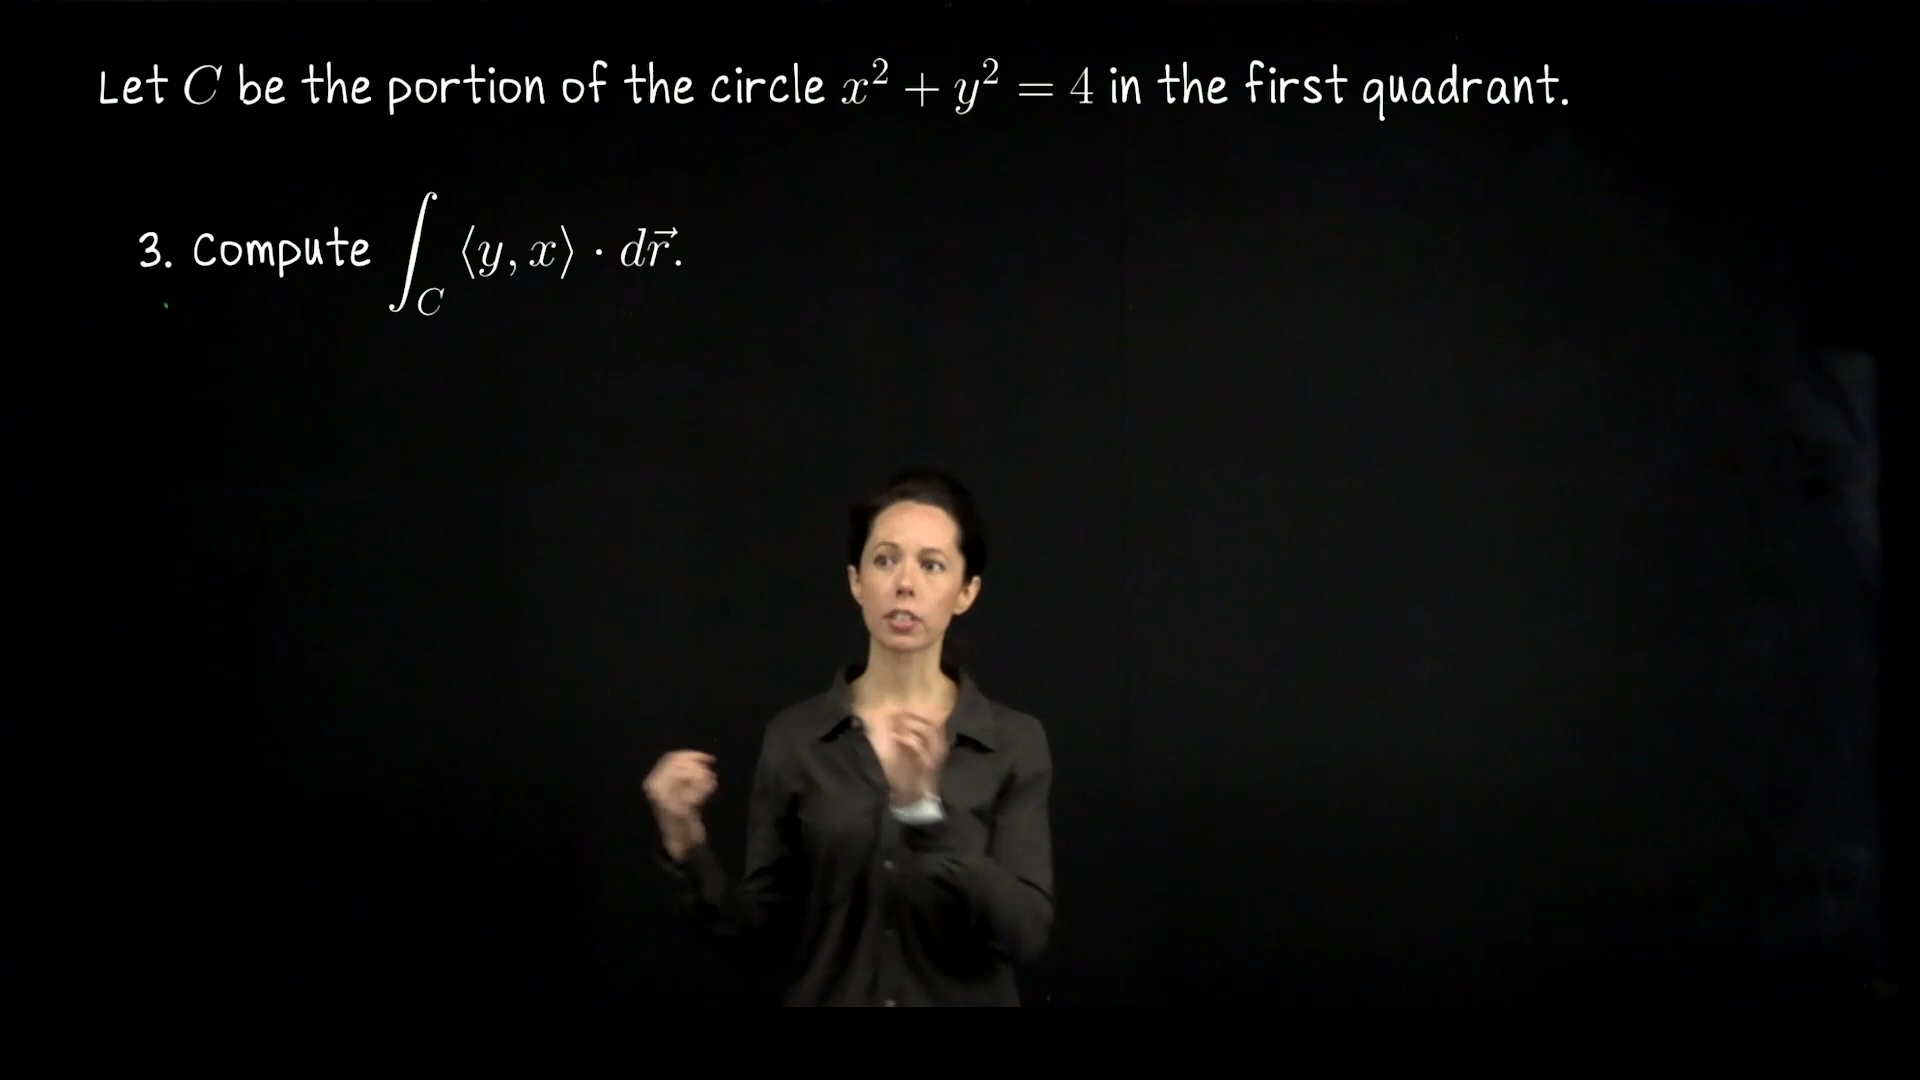 Let C be the portion of the circle x² + y² = 4 in the first quadrant.
3. Compute ∫_C ⟨y, x⟩ · dr⃗.